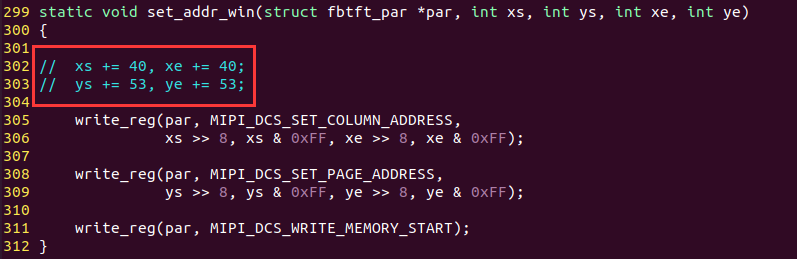 299 static void set_addr_win(struct fbtft_par *par, int xs, int ys, int xe, int ye)
300 {
301
302 //  xs += 40, xe += 40;
303 //  ys += 53, ye += 53;
304
305     write_reg(par, MIPI_DCS_SET_COLUMN_ADDRESS,
306               xs >> 8, xs & 0xFF, xe >> 8, xe & 0xFF);
307
308     write_reg(par, MIPI_DCS_SET_PAGE_ADDRESS,
309               ys >> 8, ys & 0xFF, ye >> 8, ye & 0xFF);
310
311     write_reg(par, MIPI_DCS_WRITE_MEMORY_START);
312 }